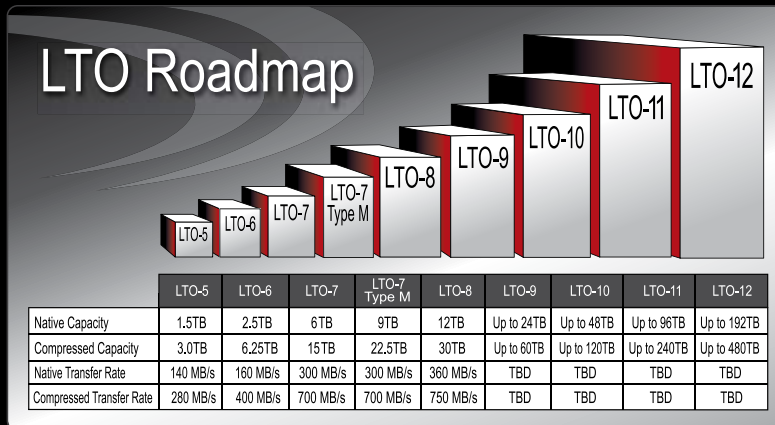 LTO Roadmap
LTO-5
LTO-6
LTO-7
LTO-7
Type M
LTO-8
LTO-9
LTO-10
LTO-11
LTO-12
LTO-5 LTO-6 LTO-7 LTO-7 Type M LTO-8 LTO-9 LTO-10 LTO-11 LTO-12
Native Capacity 1.5TB 2.5TB 6TB 9TB 12TB Up to 24TB Up to 48TB Up to 96TB Up to 192TB
Compressed Capacity 3.0TB 6.25TB 15TB 22.5TB 30TB Up to 60TB Up to 120TB Up to 240TB Up to 480TB
Native Transfer Rate 140 MB/s 160 MB/s 300 MB/s 300 MB/s 360 MB/s TBD TBD TBD TBD
Compressed Transfer Rate 280 MB/s 400 MB/s 700 MB/s 700 MB/s 750 MB/s TBD TBD TBD TBD